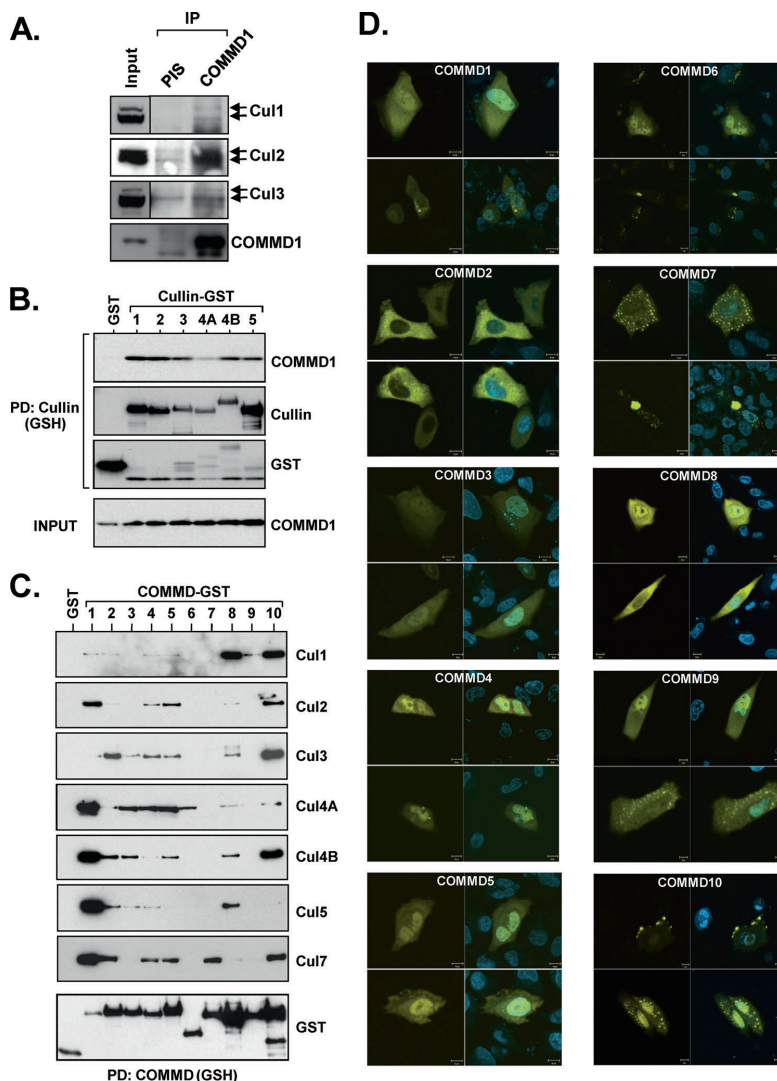 A.
IP
Input
PIS
COMMD1
Cul1
Cul2
Cul3
COMMD1
B.
Cullin-GST
GST
1 2 3 4A 4B 5
COMMD1
PD: Cullin
(GSH)
Cullin
GST
INPUT
COMMD1
C.
COMMD-GST
GST
1 2 3 4 5 6 7 8 9 10
Cul1
Cul2
Cul3
Cul4A
Cul4B
Cul5
Cul7
GST
PD: COMMD (GSH)
D.
COMMD1
COMMD6
COMMD2
COMMD7
COMMD3
COMMD8
COMMD4
COMMD9
COMMD5
COMMD10